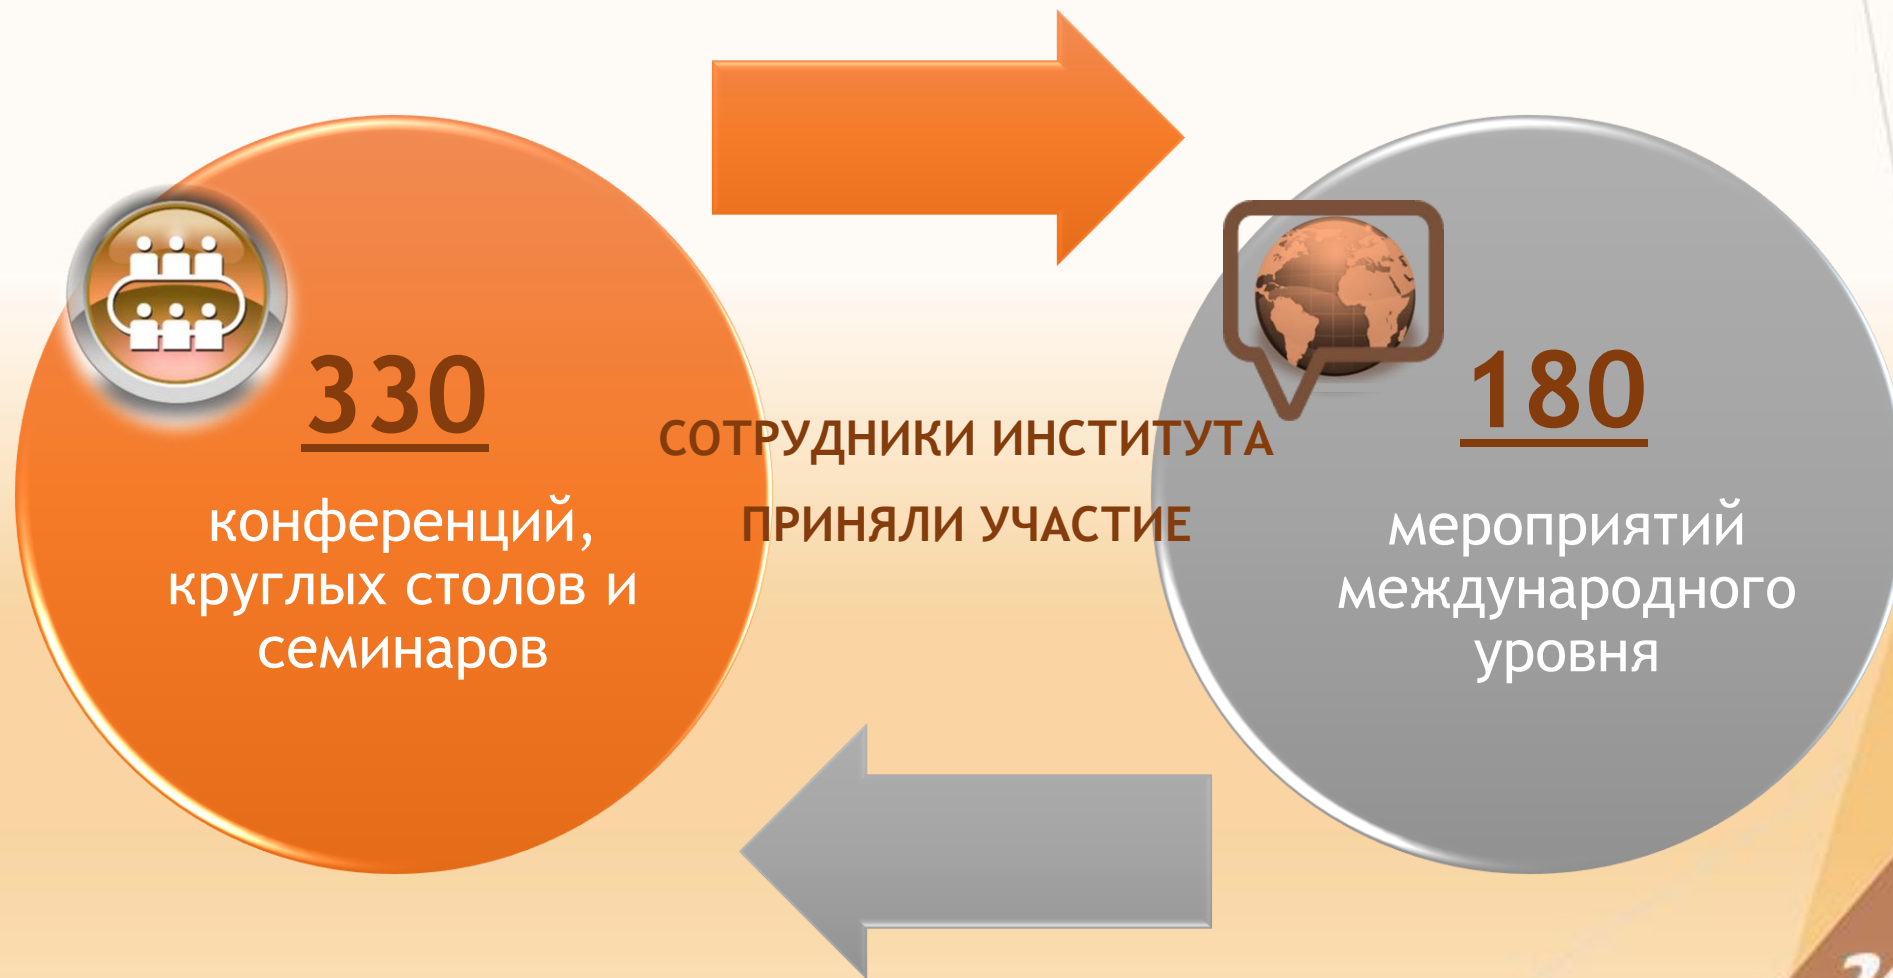 330
конференций,
круглых столов и
семинаров
СОТРУДНИКИ ИНСТИТУТА
ПРИНЯЛИ УЧАСТИЕ
180
мероприятий
международного
уровня